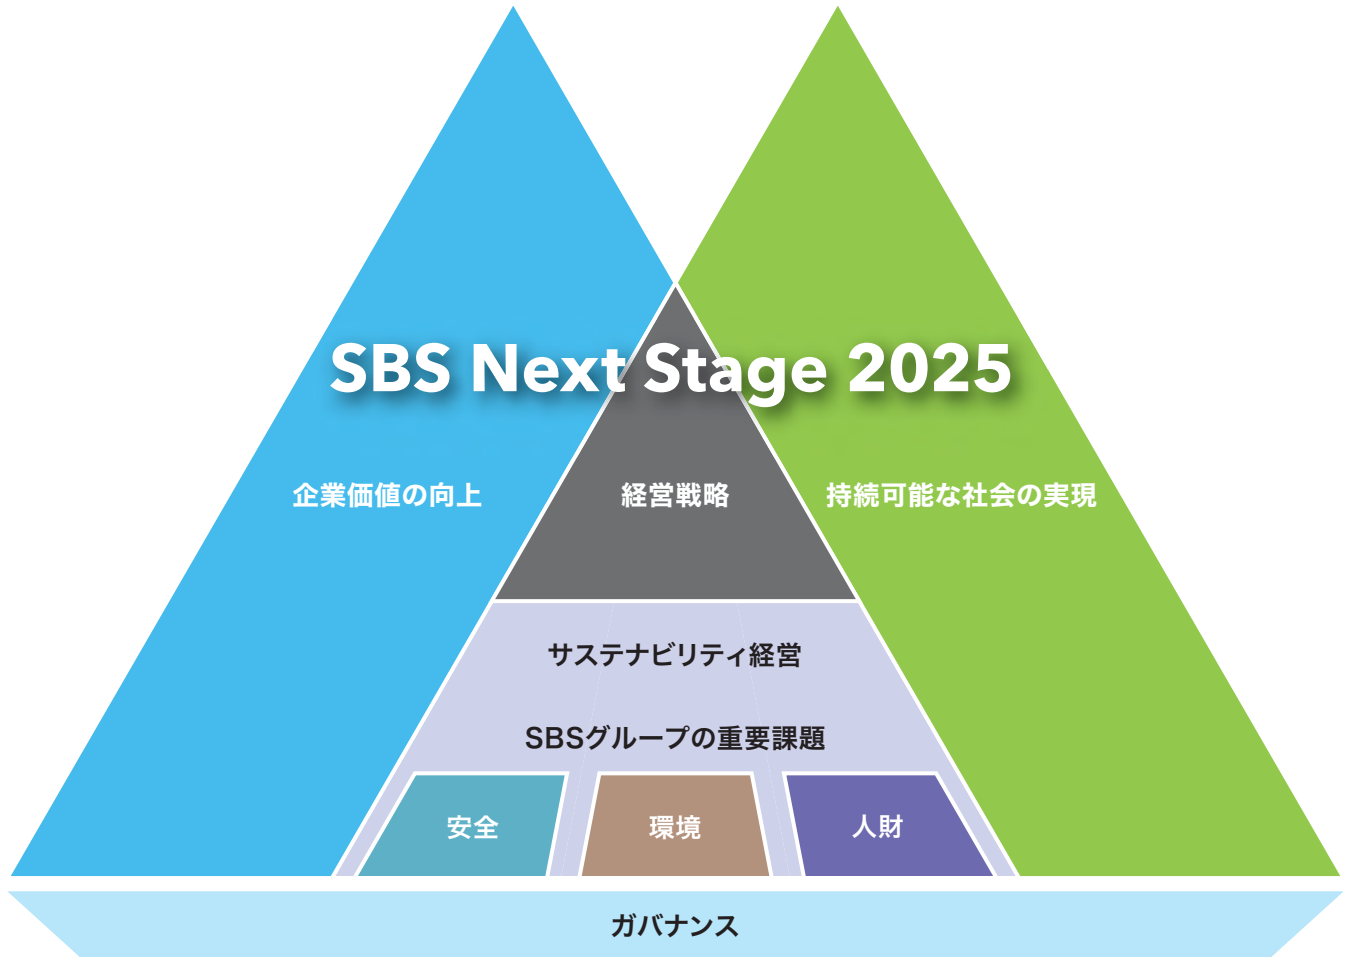 SBS Next Stage 2025
企業価値の向上
経営戦略
持続可能な社会の実現
サステナビリティ経営
SBSグループの重要課題
安全
環境
人財
ガバナンス